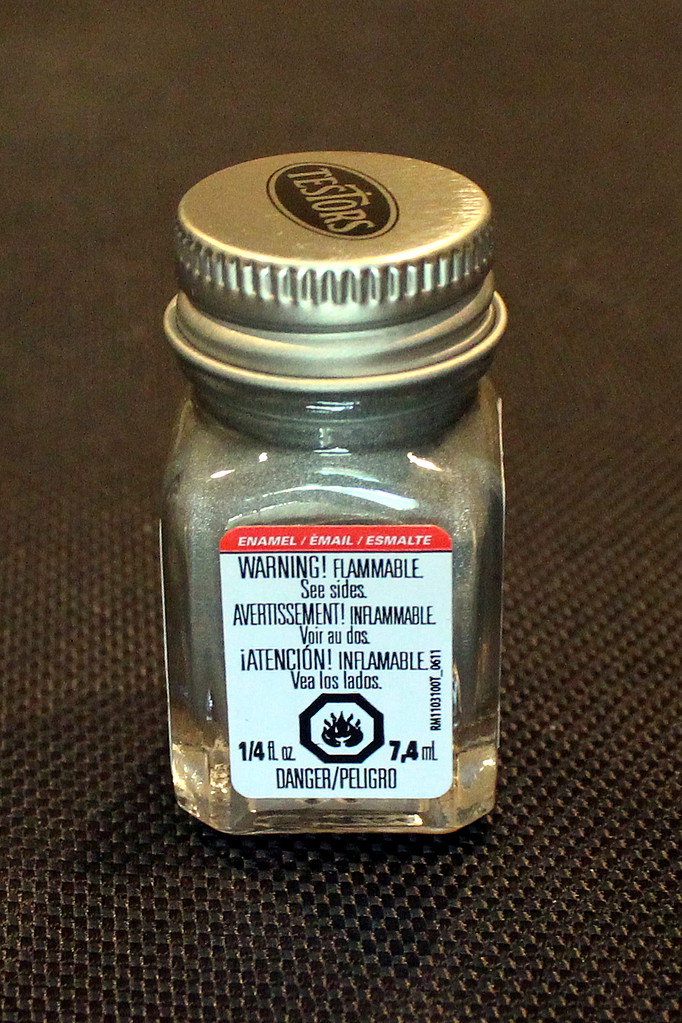 TESTORS
ENAMEL / ÉMAIL / ESMALTE
WARNING! FLAMMABLE.
See sides.
AVERTISSEMENT! INFLAMMABLE.
Voir au dos.
¡ATENCIÓN! INFLAMABLE.
Vea los lados.
RM1103100T_0611
1/4 fl. oz. 7,4 mL
DANGER/PELIGRO